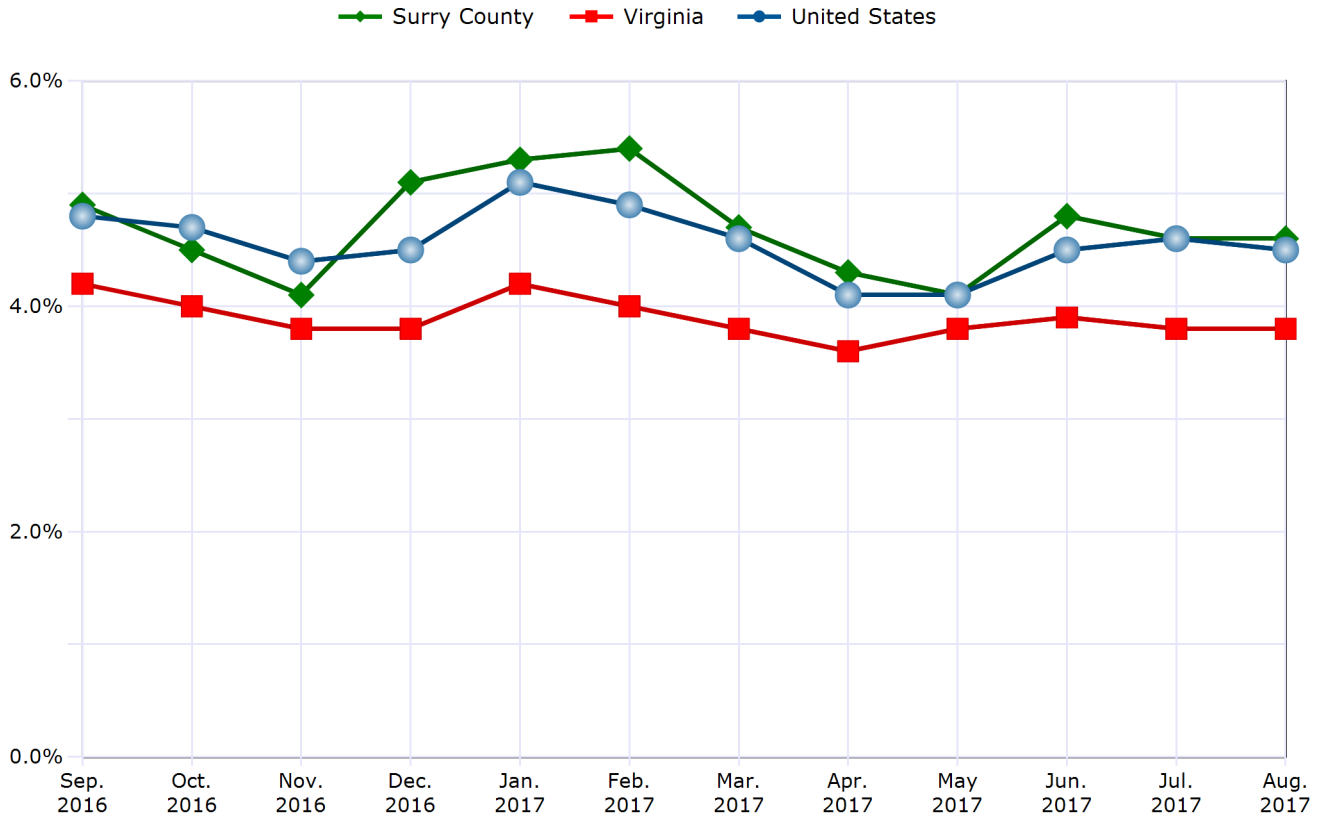 Surry County Virginia United States
6.0%
4.0%
2.0%
0.0%
Sep. Oct. Nov. Dec. Jan. Feb. Mar. Apr. May Jun. Jul. Aug.
2016 2016 2016 2016 2017 2017 2017 2017 2017 2017 2017 2017